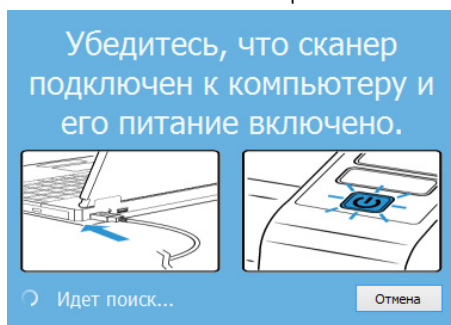 Убедитесь, что сканер
подключен к компьютеру и
его питание включено.
Идет поиск...
Отмена